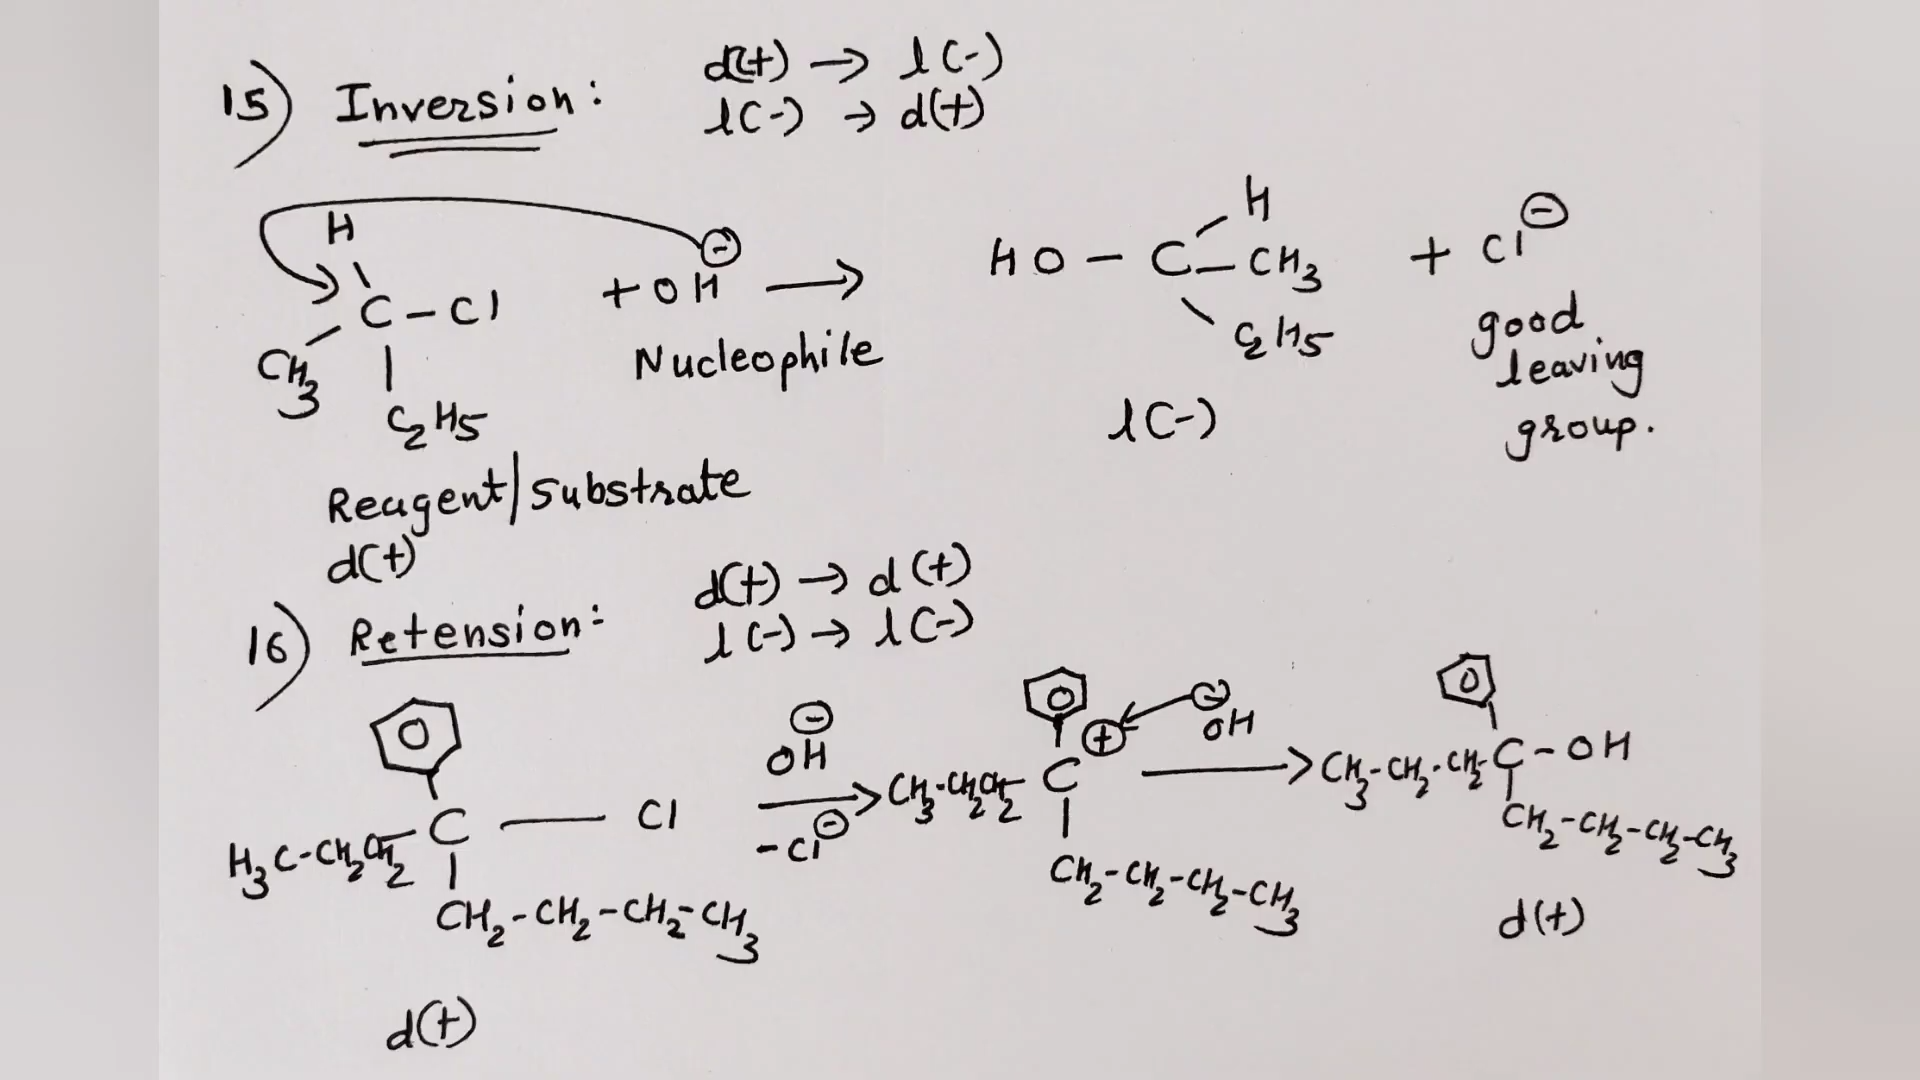 15) Inversion: d(+) → l(-)
l(-) → d(+)
H
C-Cl
CH3
C2H5
+ OH⊖ →
Nucleophile
HO - C - CH3
H
C2H5
+ Cl⊖
good
leaving
group.
l(-)
Reagent/Substrate
d(+)
16) Retension: d(+) → d(+)
l(-) → l(-)
H3C-CH2CH2-C — Cl
CH2-CH2-CH2-CH3
d(+)
OH⊖
-Cl⊖
CH3-CH2CH2-C
⊕
⊖OH
CH2-CH2-CH2-CH3
CH3-CH2-CH2-C-OH
CH2-CH2-CH2-CH3
d(+)